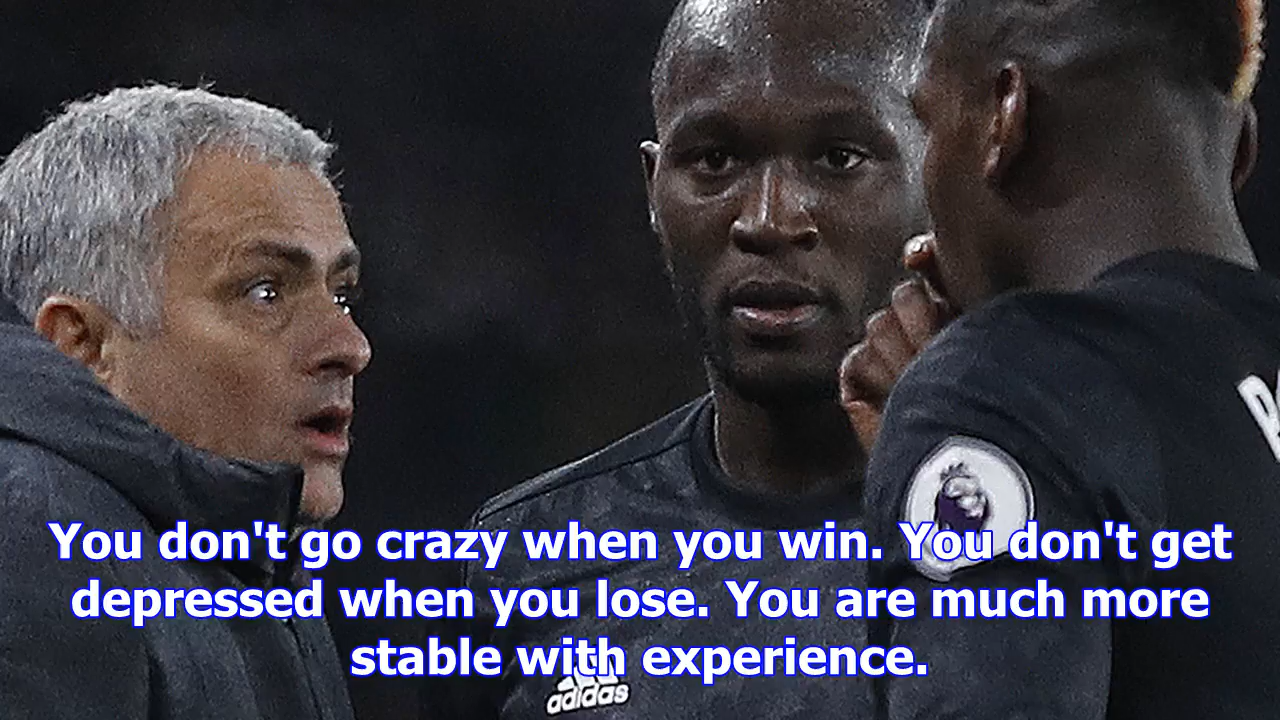 You don't go crazy when you win. You don't get
depressed when you lose. You are much more
stable with experience.
adidas